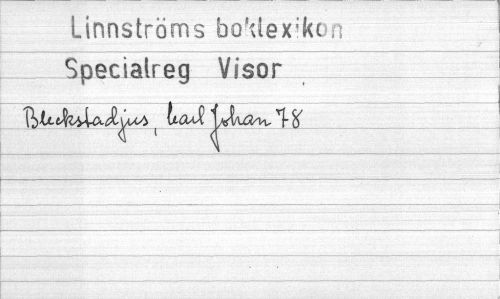 Linnströms boklexikon
Specialreg Visor
Bleckstadjus, Carl Johan 78